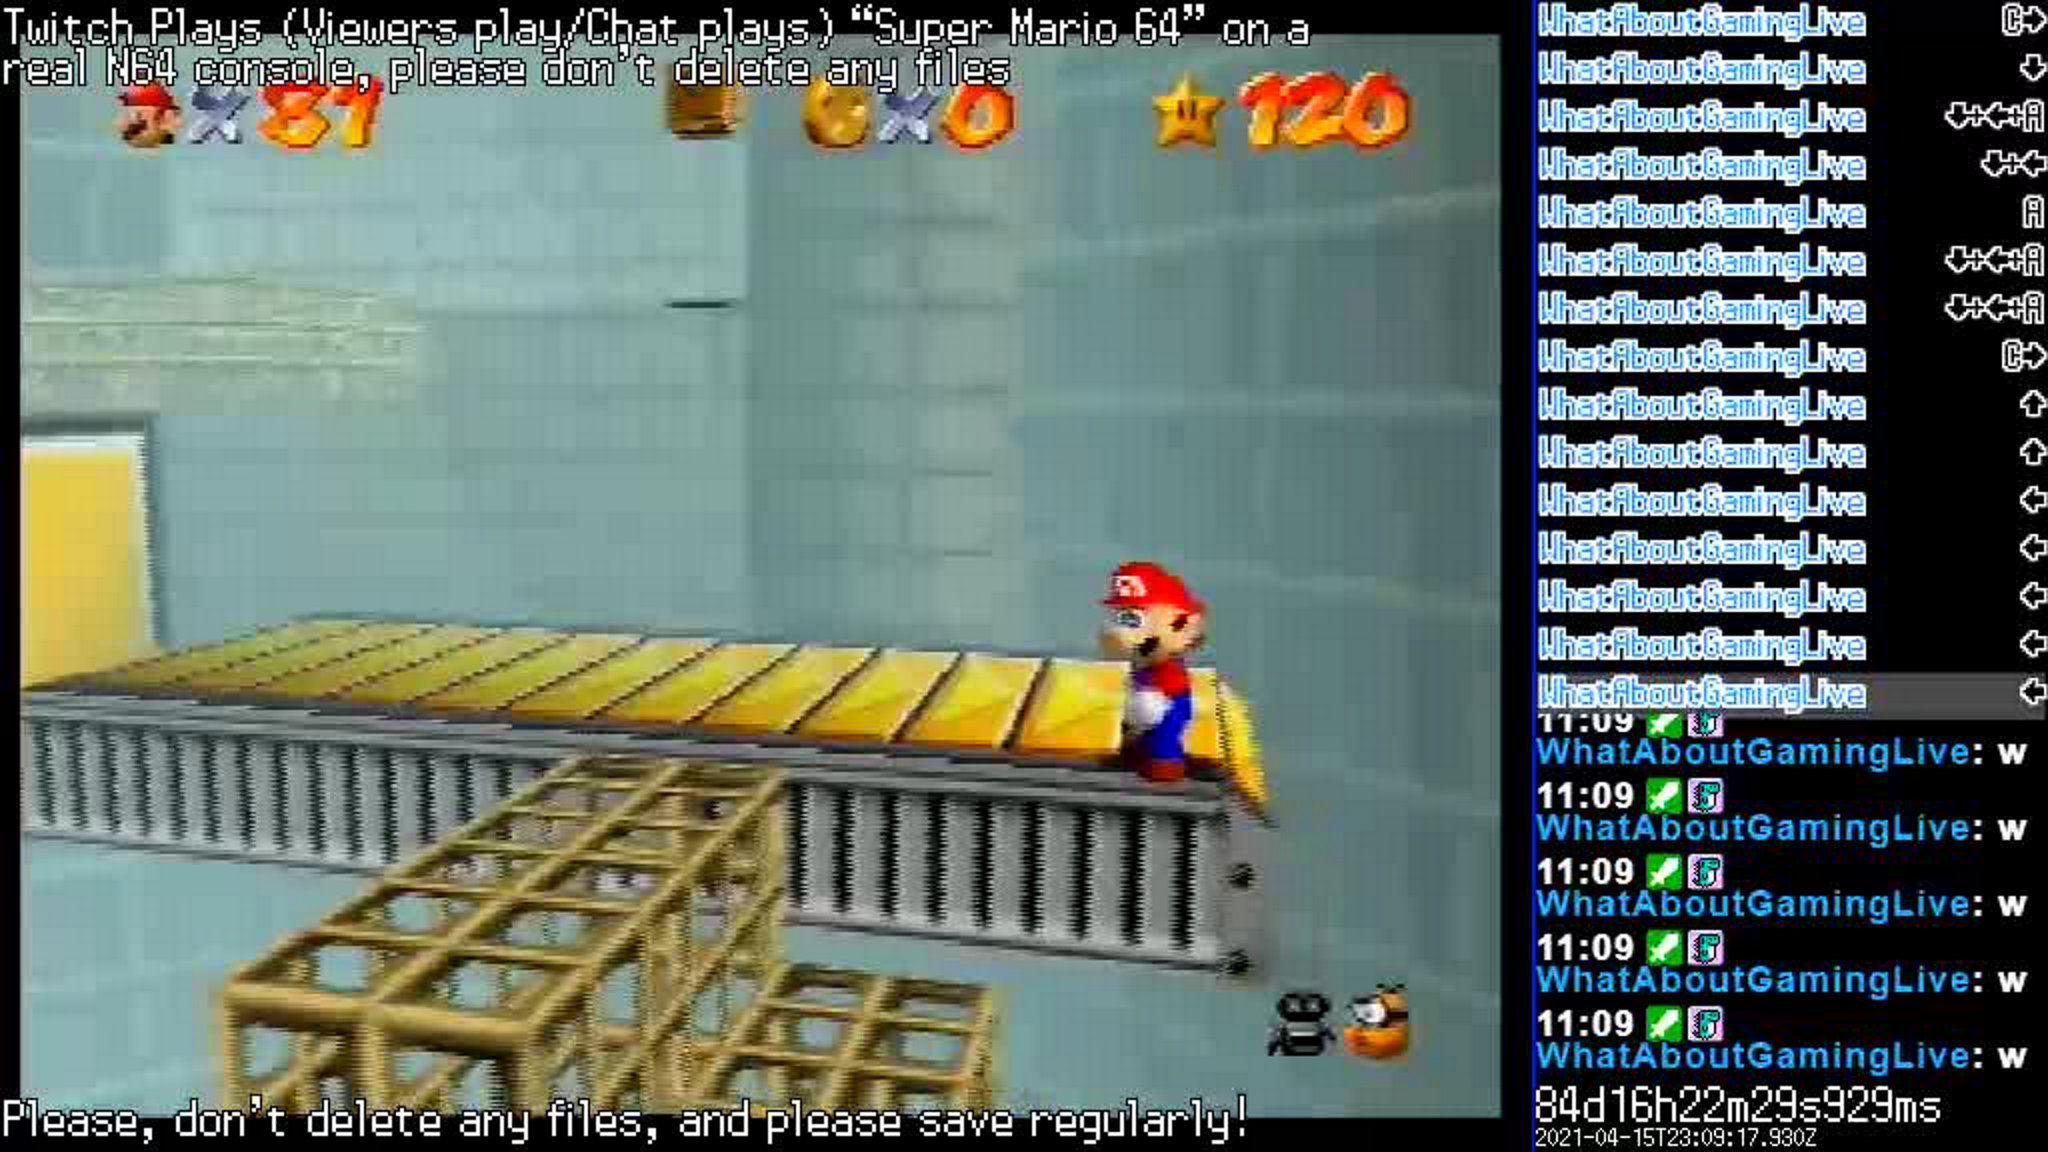 Twitch Plays (Viewers play/Chat plays) “Super Mario 64” on a
real N64 console, please don't delete any files
81
0
120
Please, don't delete any files, and please save regularly!
WhatAboutGamingLive C
WhatAboutGamingLive
WhatAboutGamingLive ++A
WhatAboutGamingLive +
WhatAboutGamingLive A
WhatAboutGamingLive ++A
WhatAboutGamingLive ++A
WhatAboutGamingLive C
WhatAboutGamingLive
WhatAboutGamingLive
WhatAboutGamingLive
WhatAboutGamingLive
WhatAboutGamingLive
WhatAboutGamingLive
WhatAboutGamingLive
11:09
WhatAboutGamingLive: w
11:09
WhatAboutGamingLive: w
11:09
WhatAboutGamingLive: w
11:09
WhatAboutGamingLive: w
11:09
WhatAboutGamingLive: w
84d16h22m29s929ms
2021-04-15T23:09:17.930Z